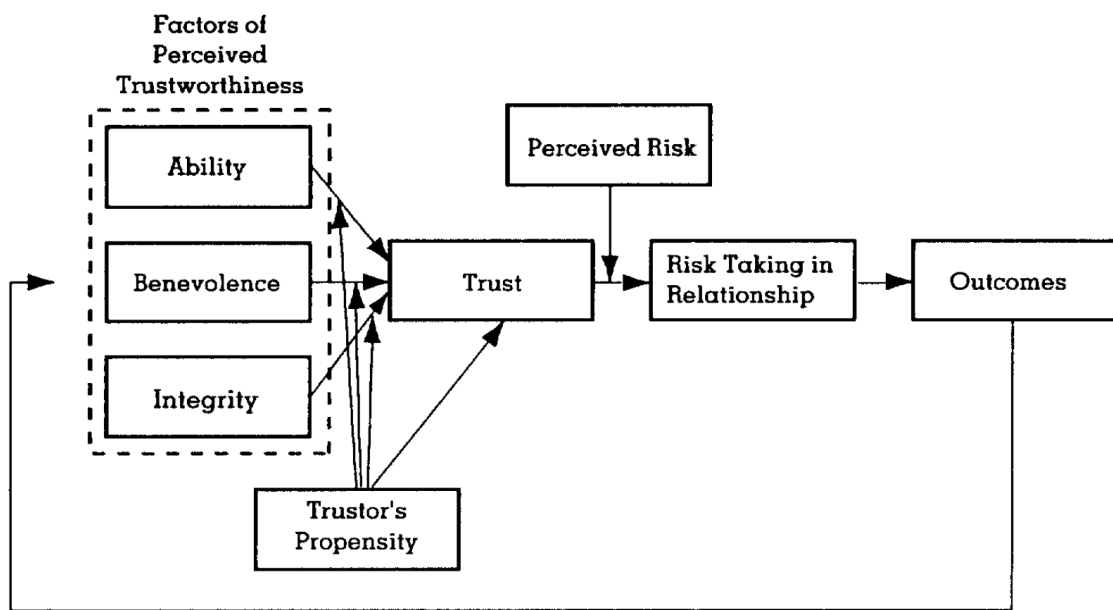 Factors of
Perceived
Trustworthiness
Ability
Benevolence
Integrity
Trustor's
Propensity
Trust
Perceived Risk
Risk Taking in
Relationship
Outcomes